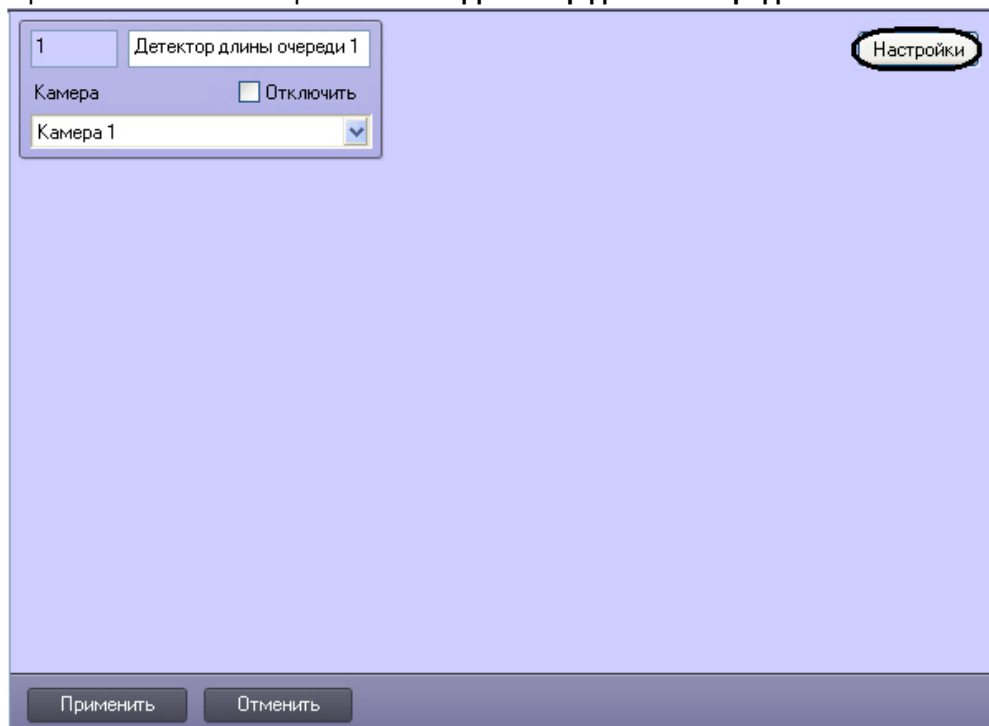 1 Детектор длины очереди 1
Настройки
Камера Отключить
Камера 1
Применить Отменить